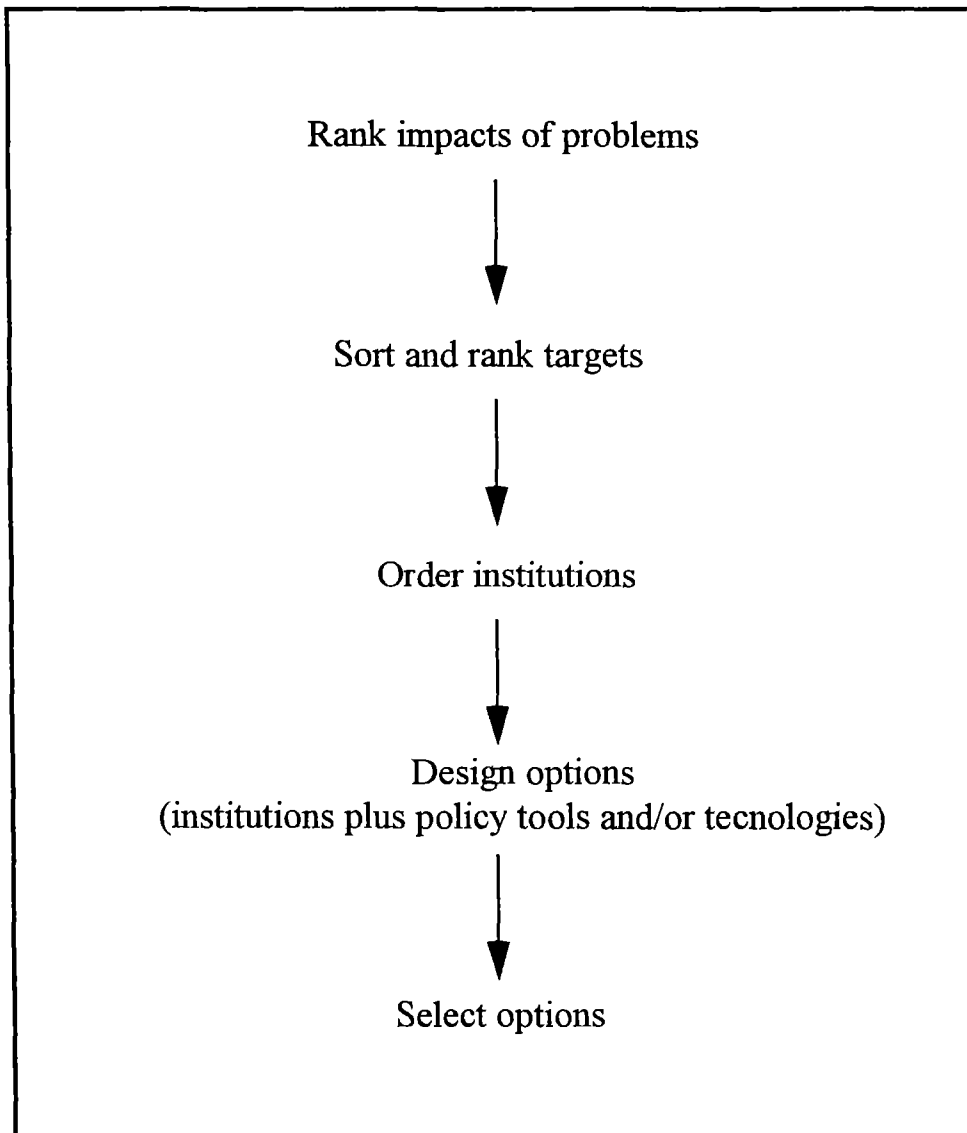 Rank impacts of problems
Sort and rank targets
Order institutions
Design options
(institutions plus policy tools and/or tecnologies)
Select options